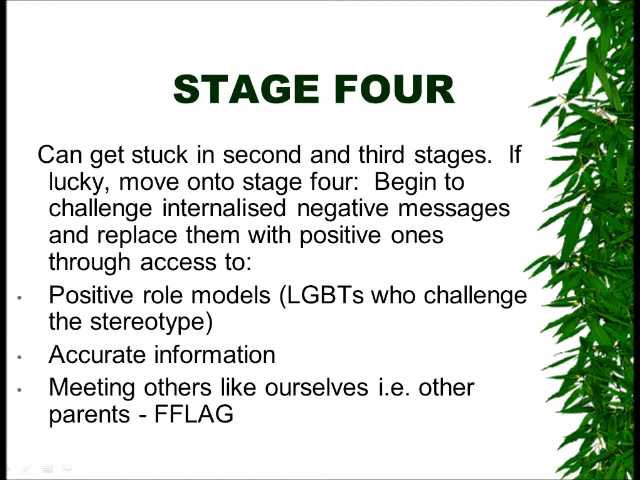 STAGE FOUR
Can get stuck in second and third stages.  If
lucky, move onto stage four:  Begin to
challenge internalised negative messages
and replace them with positive ones
through access to:
• Positive role models (LGBTs who challenge
the stereotype)
• Accurate information
• Meeting others like ourselves i.e. other
parents - FFLAG